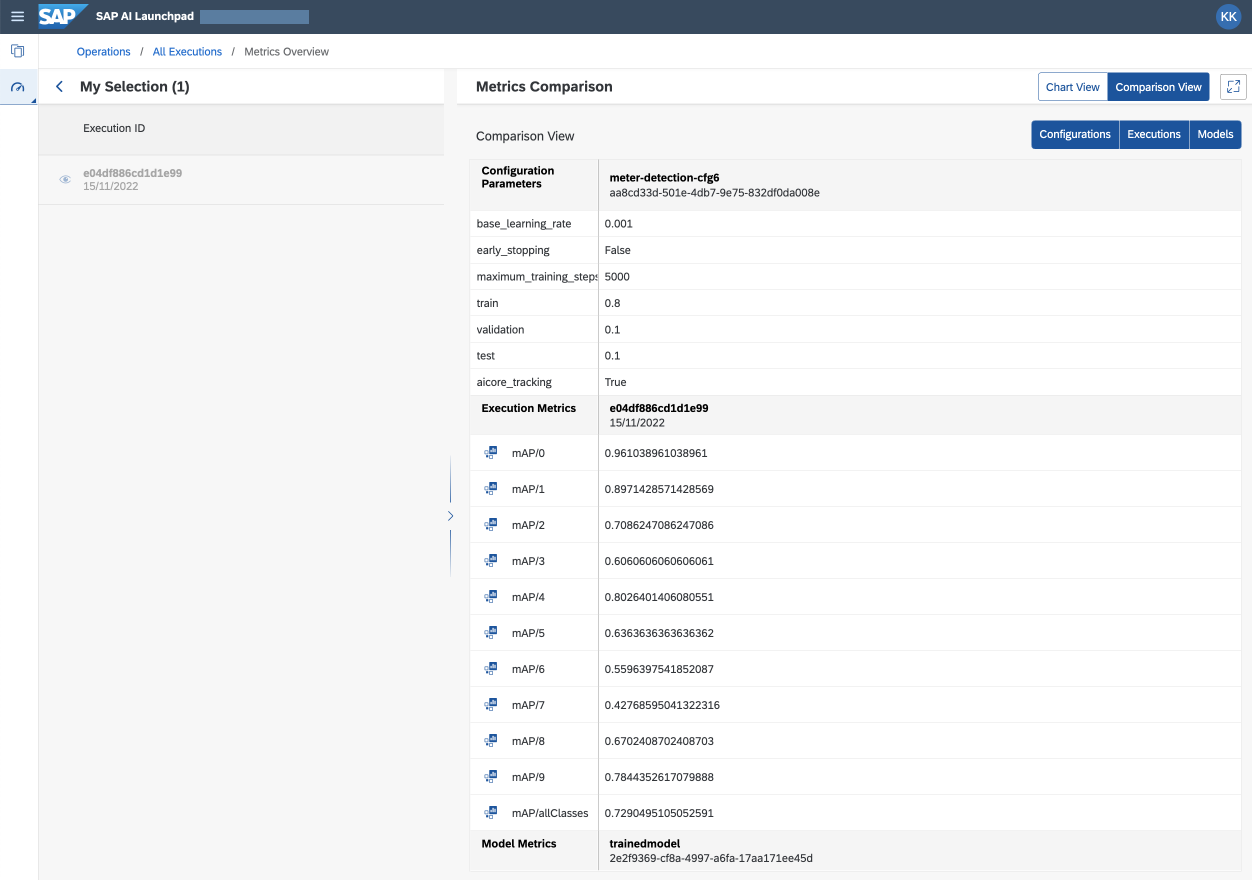 SAP SAP AI Launchpad
KK
Operations / All Executions / Metrics Overview
My Selection (1)
Execution ID
e04df886cd1d1e99
15/11/2022
Metrics Comparison
Chart View Comparison View
Comparison View
Configurations Executions Models
Configuration Parameters
meter-detection-cfg6
aa8cd33d-501e-4db7-9e75-832df0da008e
base_learning_rate 0.001
early_stopping False
maximum_training_steps 5000
train 0.8
validation 0.1
test 0.1
aicore_tracking True
Execution Metrics e04df886cd1d1e99
15/11/2022
mAP/0 0.961038961038961
mAP/1 0.8971428571428569
mAP/2 0.7086247086247086
mAP/3 0.6060606060606061
mAP/4 0.8026401406080551
mAP/5 0.6363636363636362
mAP/6 0.5596397541852087
mAP/7 0.42768595041322316
mAP/8 0.6702408702408703
mAP/9 0.7844352617079888
mAP/allClasses 0.7290495105052591
Model Metrics trainedmodel
2e2f9369-cf8a-4997-a6fa-17aa171ee45d